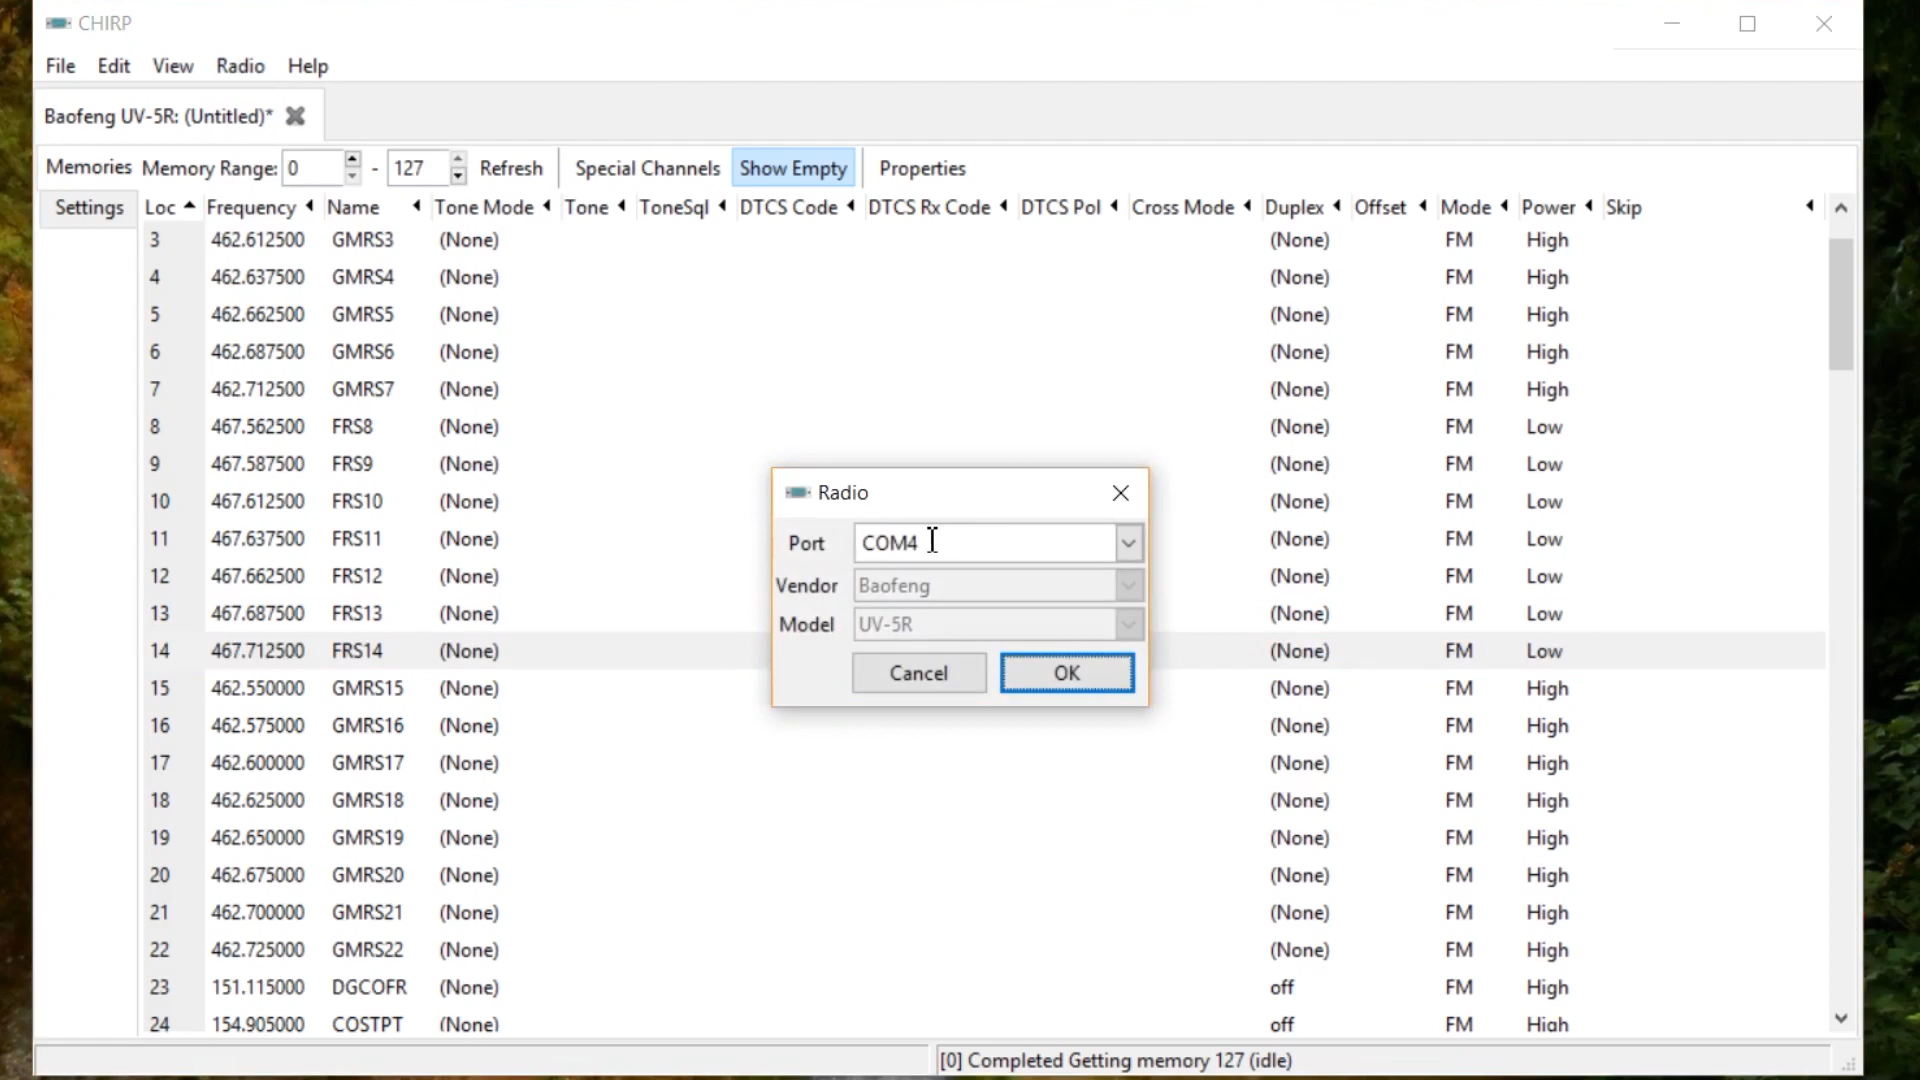 CHIRP
File Edit View Radio Help
Baofeng UV-5R: (Untitled)*
Memories Memory Range: 0 - 127 Refresh Special Channels Show Empty Properties
Settings
Loc Frequency Name Tone Mode Tone ToneSql DTCS Code DTCS Rx Code DTCS Pol Cross Mode Duplex Offset Mode Power Skip
3 462.612500 GMRS3 (None) (None) FM High
4 462.637500 GMRS4 (None) (None) FM High
5 462.662500 GMRS5 (None) (None) FM High
6 462.687500 GMRS6 (None) (None) FM High
7 462.712500 GMRS7 (None) (None) FM High
8 467.562500 FRS8 (None) (None) FM Low
9 467.587500 FRS9 (None) (None) FM Low
10 467.612500 FRS10 (None) (None) FM Low
11 467.637500 FRS11 (None) (None) FM Low
12 467.662500 FRS12 (None) (None) FM Low
13 467.687500 FRS13 (None) (None) FM Low
14 467.712500 FRS14 (None) (None) FM Low
15 462.550000 GMRS15 (None) (None) FM High
16 462.575000 GMRS16 (None) (None) FM High
17 462.600000 GMRS17 (None) (None) FM High
18 462.625000 GMRS18 (None) (None) FM High
19 462.650000 GMRS19 (None) (None) FM High
20 462.675000 GMRS20 (None) (None) FM High
21 462.700000 GMRS21 (None) (None) FM High
22 462.725000 GMRS22 (None) (None) FM High
23 151.115000 DGCOFR (None) off FM High
24 154.905000 COSTPT (None) off FM High
Radio
Port COM4
Vendor Baofeng
Model UV-5R
Cancel OK
[0] Completed Getting memory 127 (idle)